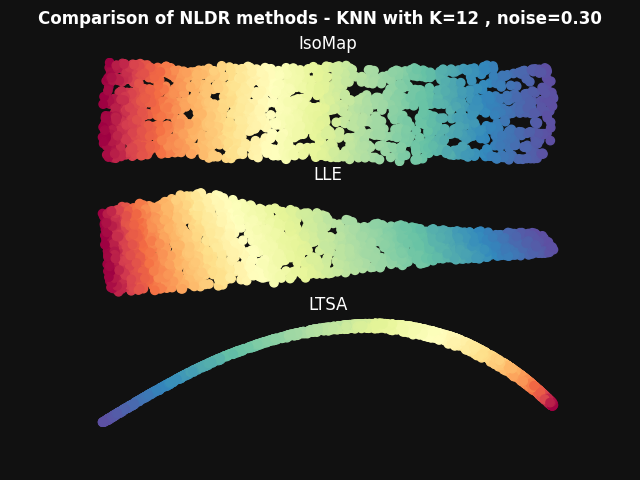 Comparison of NLDR methods - KNN with K=12 , noise=0.30
IsoMap
LLE
LTSA